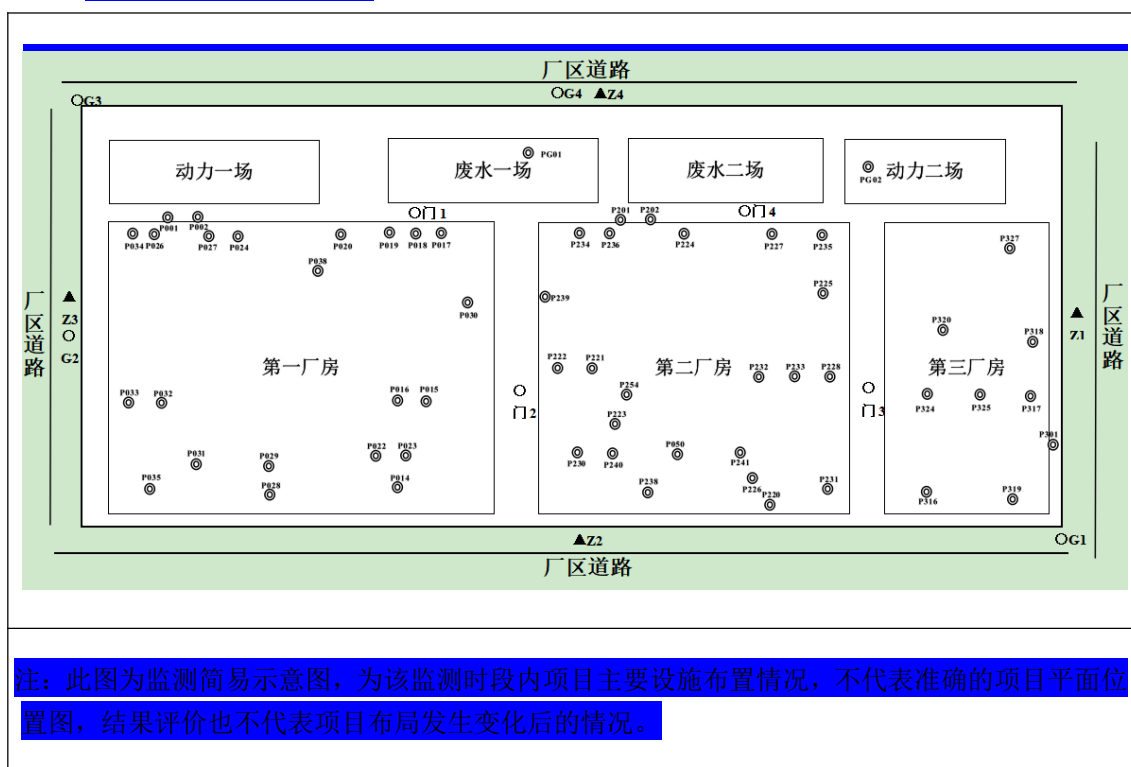 厂区道路
G3
G4 ▲Z4
动力一场
废水一场
PG01
废水二场
PG02
动力二场
门1
门4
P001
P002
P201
P202
P034
P026
P027
P024
P020
P019
P018
P017
P234
P236
P224
P227
P235
P327
P038
P030
P239
P225
▲
Z3
G2
厂区道路
▲
Z1
厂区道路
P320
P318
第一厂房
第二厂房
第三厂房
P222
P221
P232
P233
P228
P254
P033
P032
P016
P015
门2
门3
P324
P325
P317
P223
P301
P031
P029
P022
P023
P230
P240
P050
P241
P035
P028
P014
P238
P226
P220
P231
P316
P319
▲Z2
G1
厂区道路
注：此图为监测简易示意图，为该监测时段内项目主要设施布置情况，不代表准确的项目平面位
置图，结果评价也不代表项目布局发生变化后的情况。